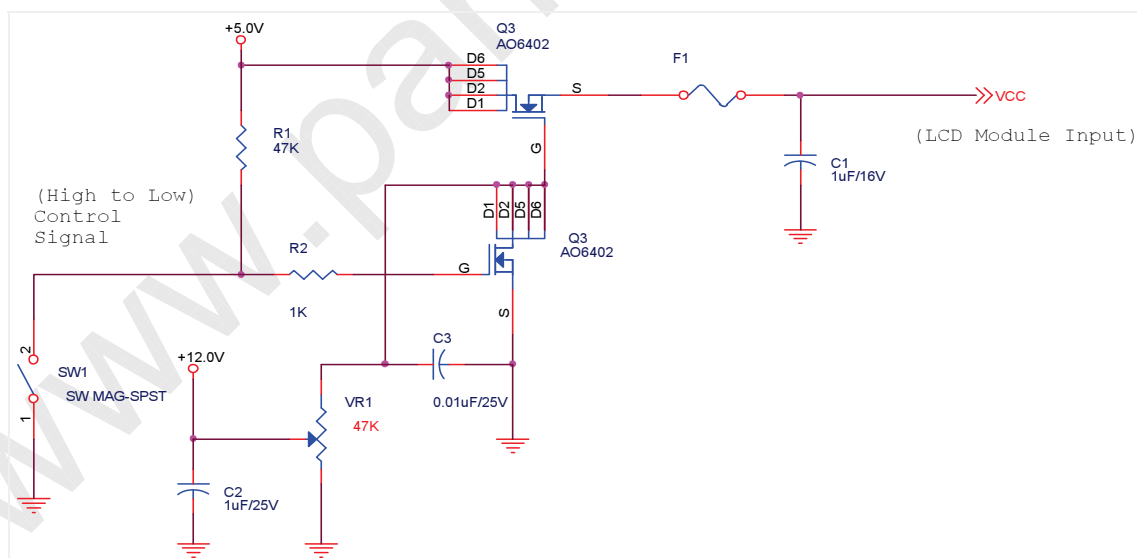 www.pan
+5.0V
Q3
AO6402
D6
D5
D2
D1
S
F1
VCC
(LCD Module Input)
R1
47K
G
C1
1uF/16V
(High to Low)
Control
Signal
D1
D2
D5
D6
Q3
AO6402
R2
G
1K
S
2
+12.0V
C3
SW1
SW MAG-SPST
0.01uF/25V
VR1
47K
1
C2
1uF/25V